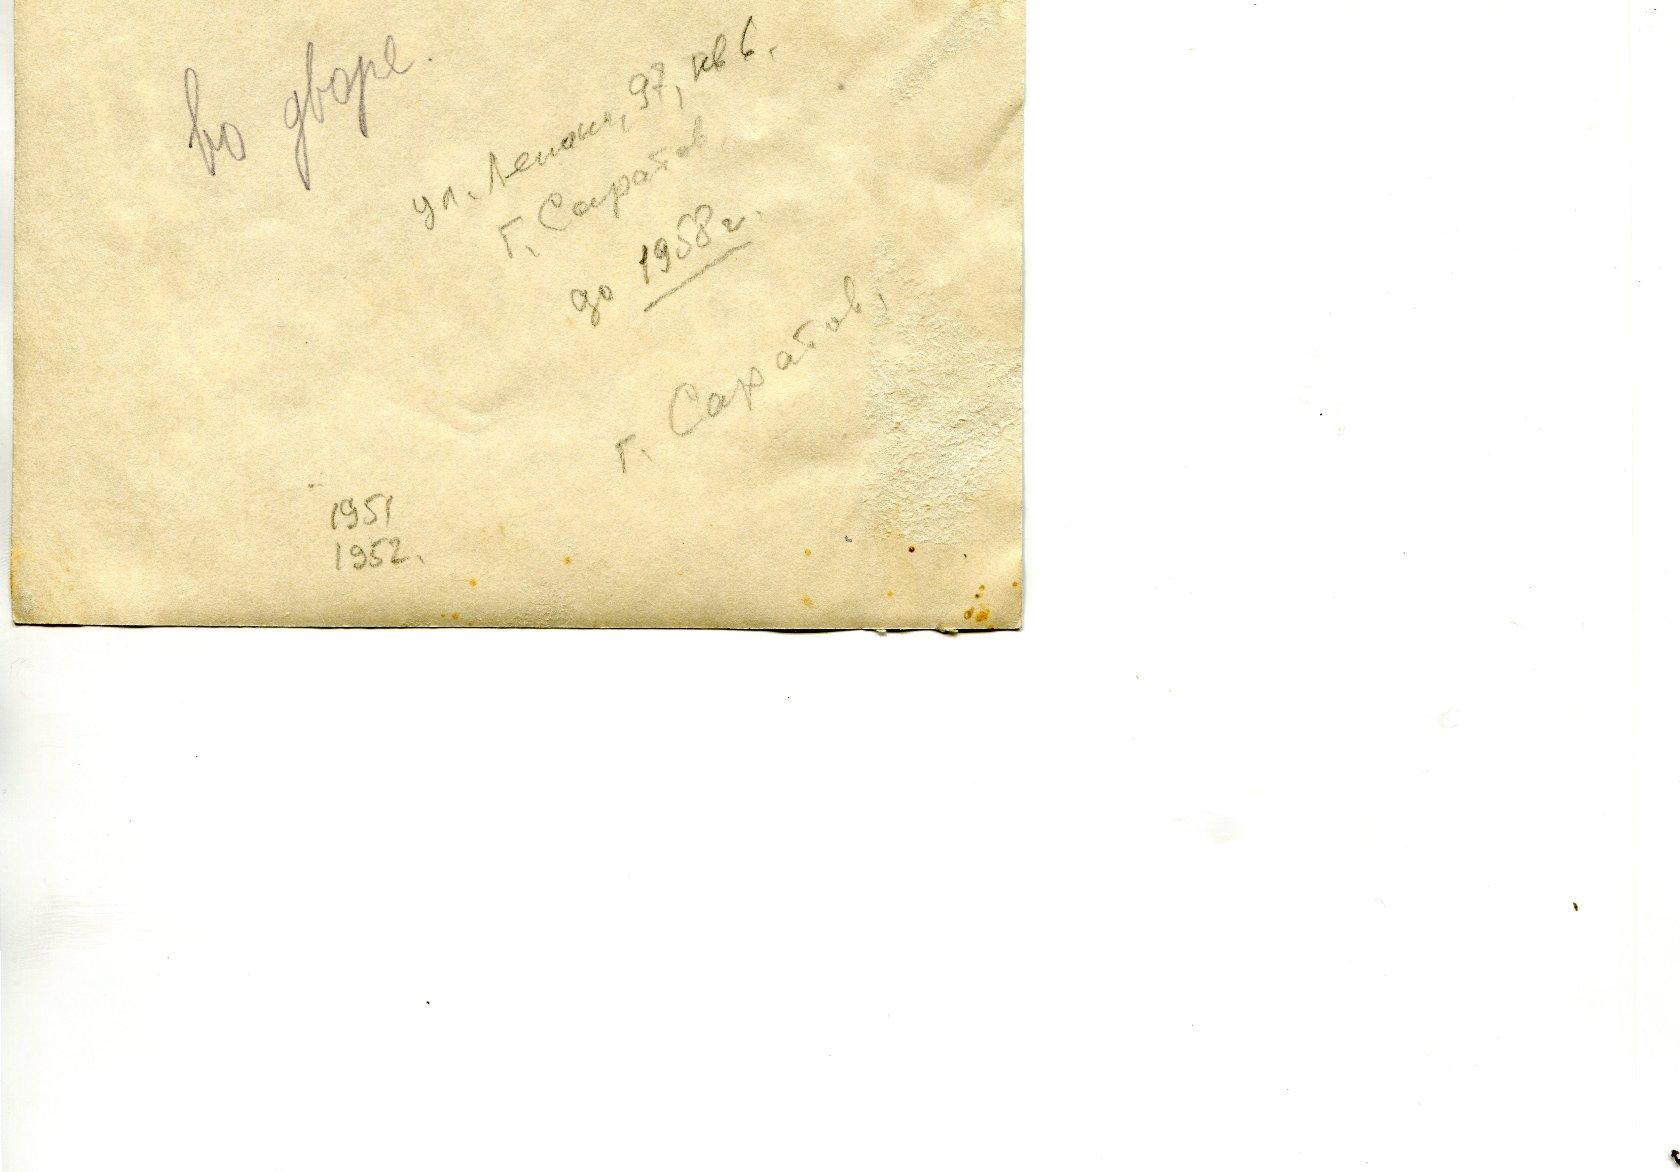 во дворе.
ул. Ленина, 97, кв 6.
г. Саратов.
до 1958 г.
г. Саратов,
1951
1952.